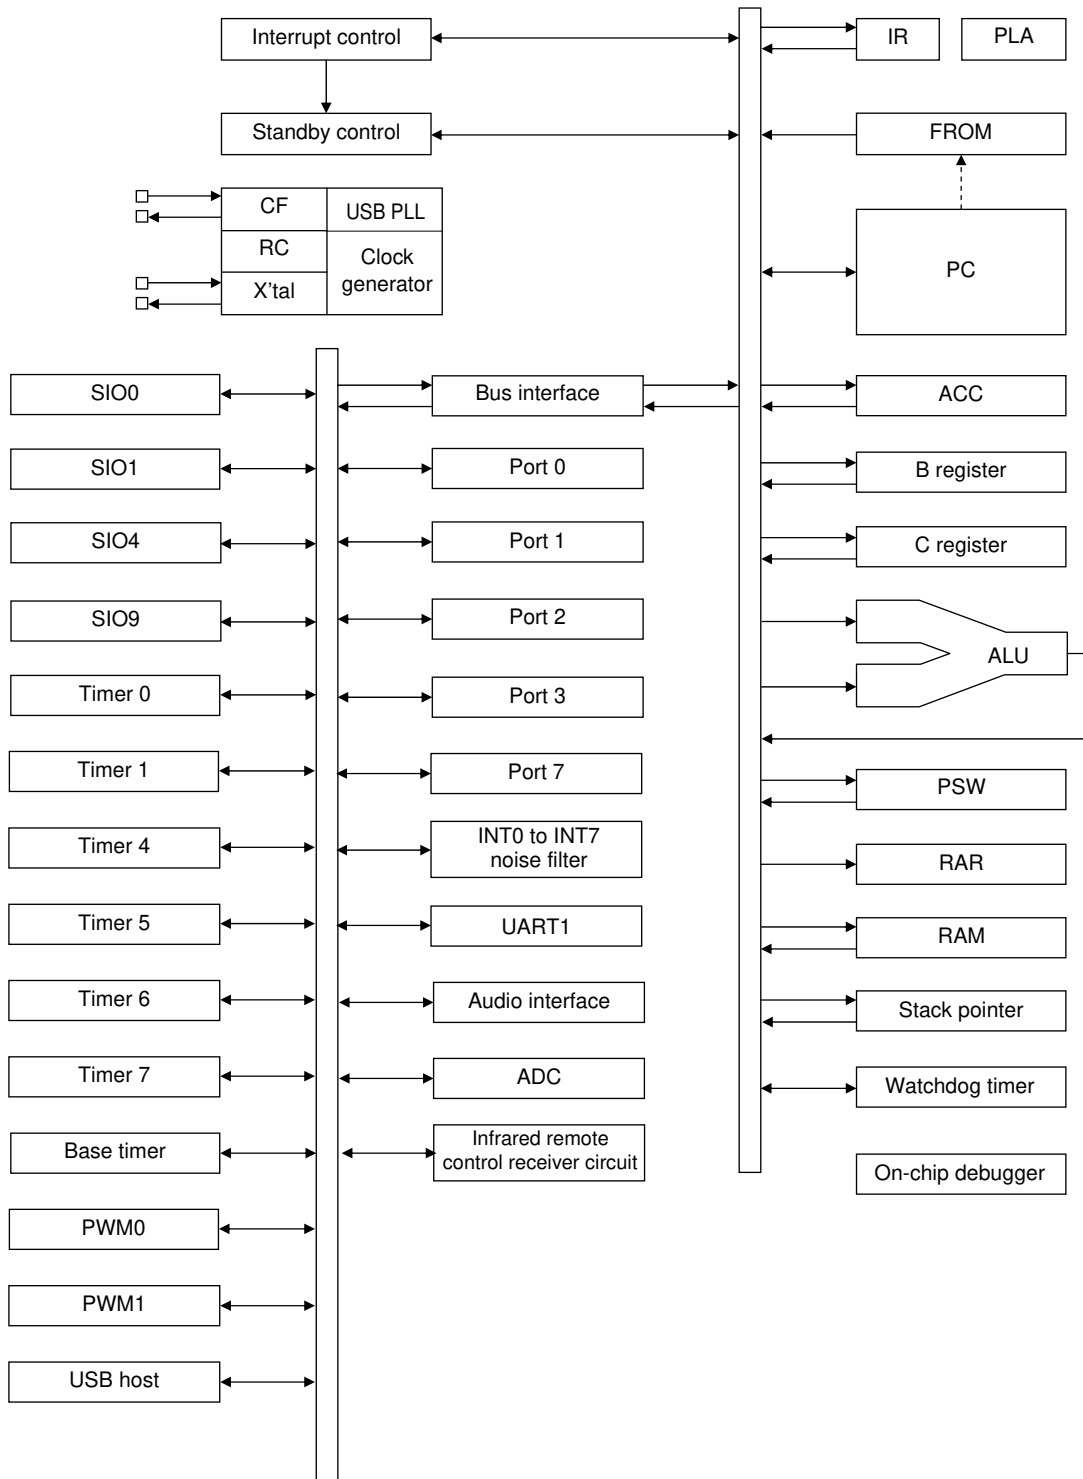 Interrupt control
IR
PLA
Standby control
FROM
CF
USB PLL
RC
Clock
generator
X'tal
PC
SIO0
Bus interface
ACC
SIO1
Port 0
B register
SIO4
Port 1
C register
SIO9
Port 2
ALU
Timer 0
Port 3
Timer 1
Port 7
PSW
Timer 4
INT0 to INT7
noise filter
RAR
Timer 5
UART1
RAM
Timer 6
Audio interface
Stack pointer
Timer 7
ADC
Watchdog timer
Base timer
Infrared remote
control receiver circuit
On-chip debugger
PWM0
PWM1
USB host